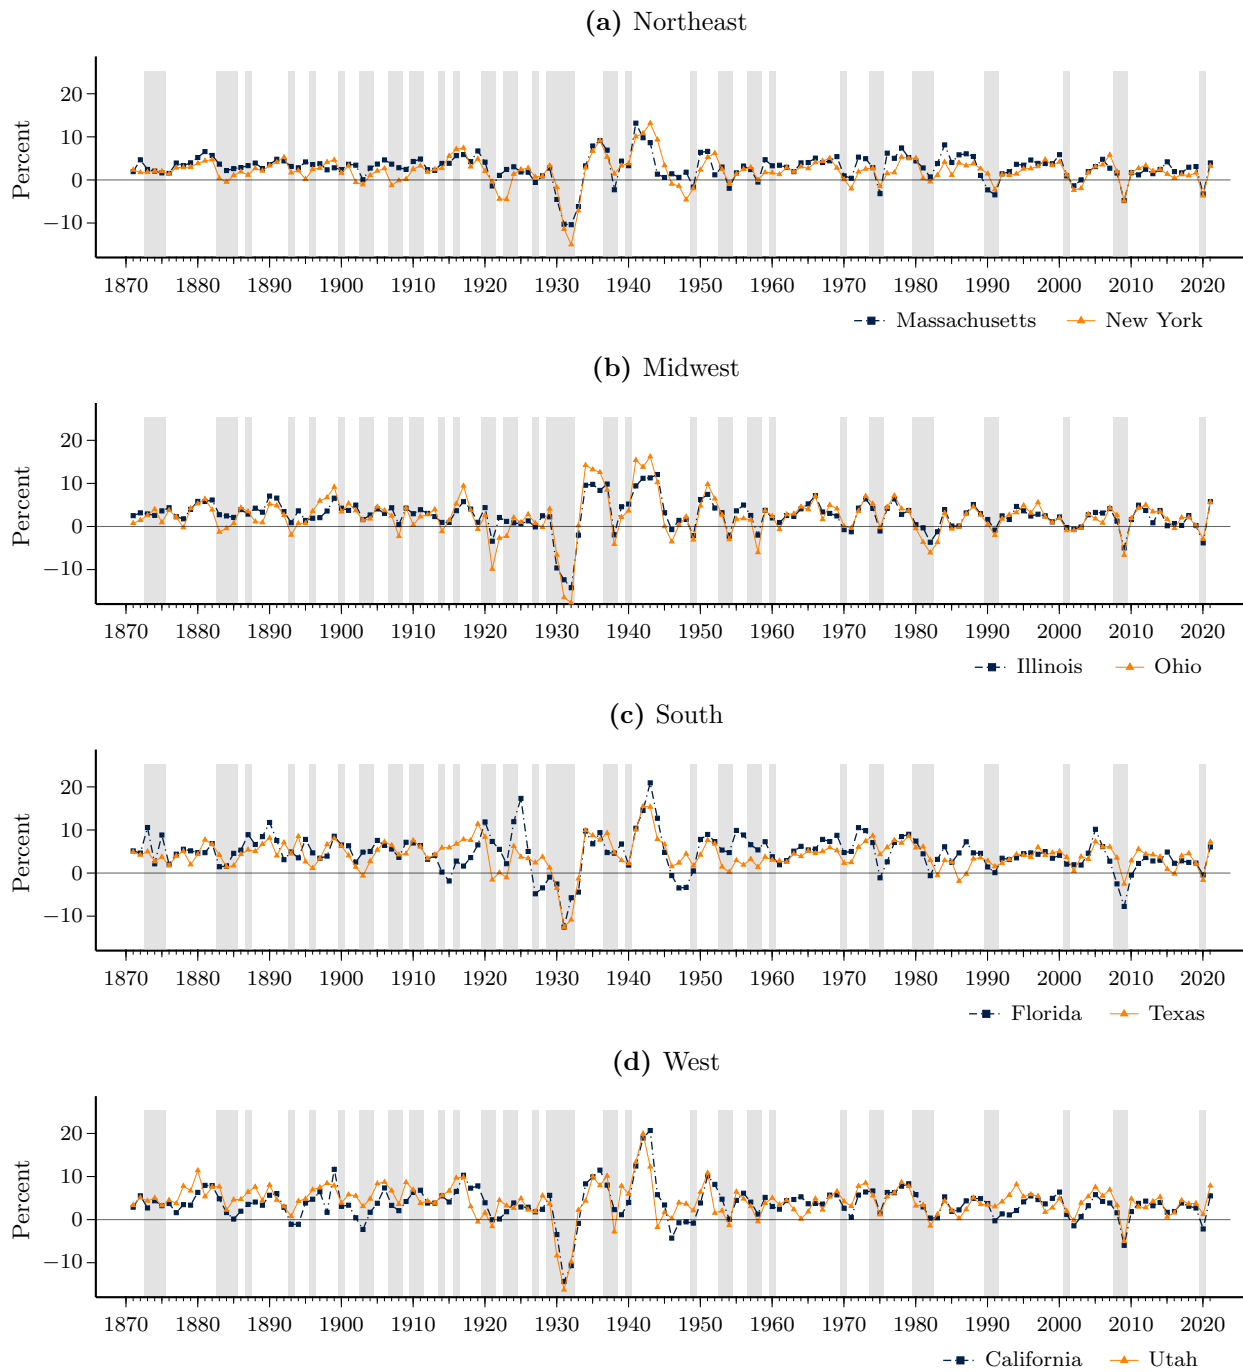 (a) Northeast
Percent
20
10
0
−10
1870 1880 1890 1900 1910 1920 1930 1940 1950 1960 1970 1980 1990 2000 2010 2020
Massachusetts New York
(b) Midwest
Percent
20
10
0
−10
1870 1880 1890 1900 1910 1920 1930 1940 1950 1960 1970 1980 1990 2000 2010 2020
Illinois Ohio
(c) South
Percent
20
10
0
−10
1870 1880 1890 1900 1910 1920 1930 1940 1950 1960 1970 1980 1990 2000 2010 2020
Florida Texas
(d) West
Percent
20
10
0
−10
1870 1880 1890 1900 1910 1920 1930 1940 1950 1960 1970 1980 1990 2000 2010 2020
California Utah